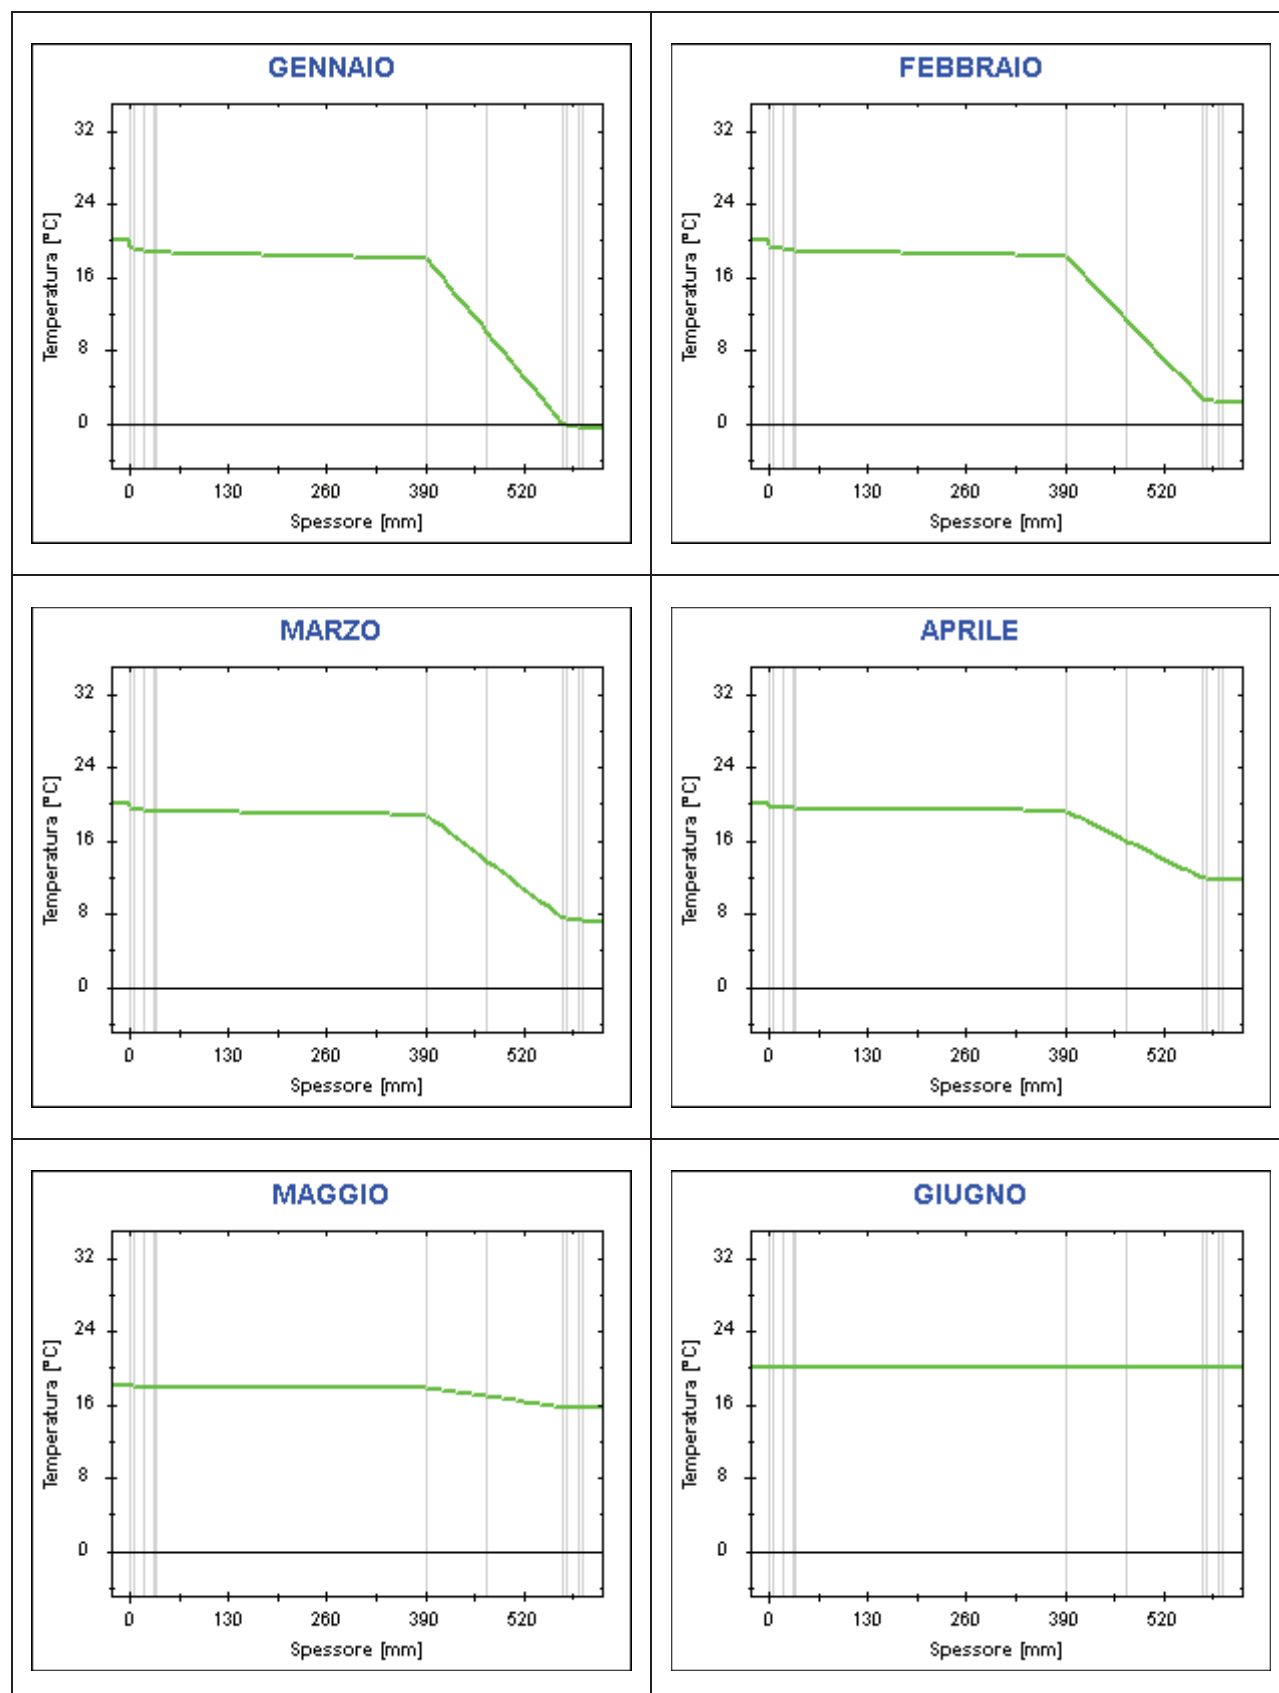 GENNAIO
32
24
16
8
0
Temperatura [°C]
0 130 260 390 520
Spessore [mm]
FEBBRAIO
32
24
16
8
0
Temperatura [°C]
0 130 260 390 520
Spessore [mm]
MARZO
32
24
16
8
0
Temperatura [°C]
0 130 260 390 520
Spessore [mm]
APRILE
32
24
16
8
0
Temperatura [°C]
0 130 260 390 520
Spessore [mm]
MAGGIO
32
24
16
8
0
Temperatura [°C]
0 130 260 390 520
Spessore [mm]
GIUGNO
32
24
16
8
0
Temperatura [°C]
0 130 260 390 520
Spessore [mm]